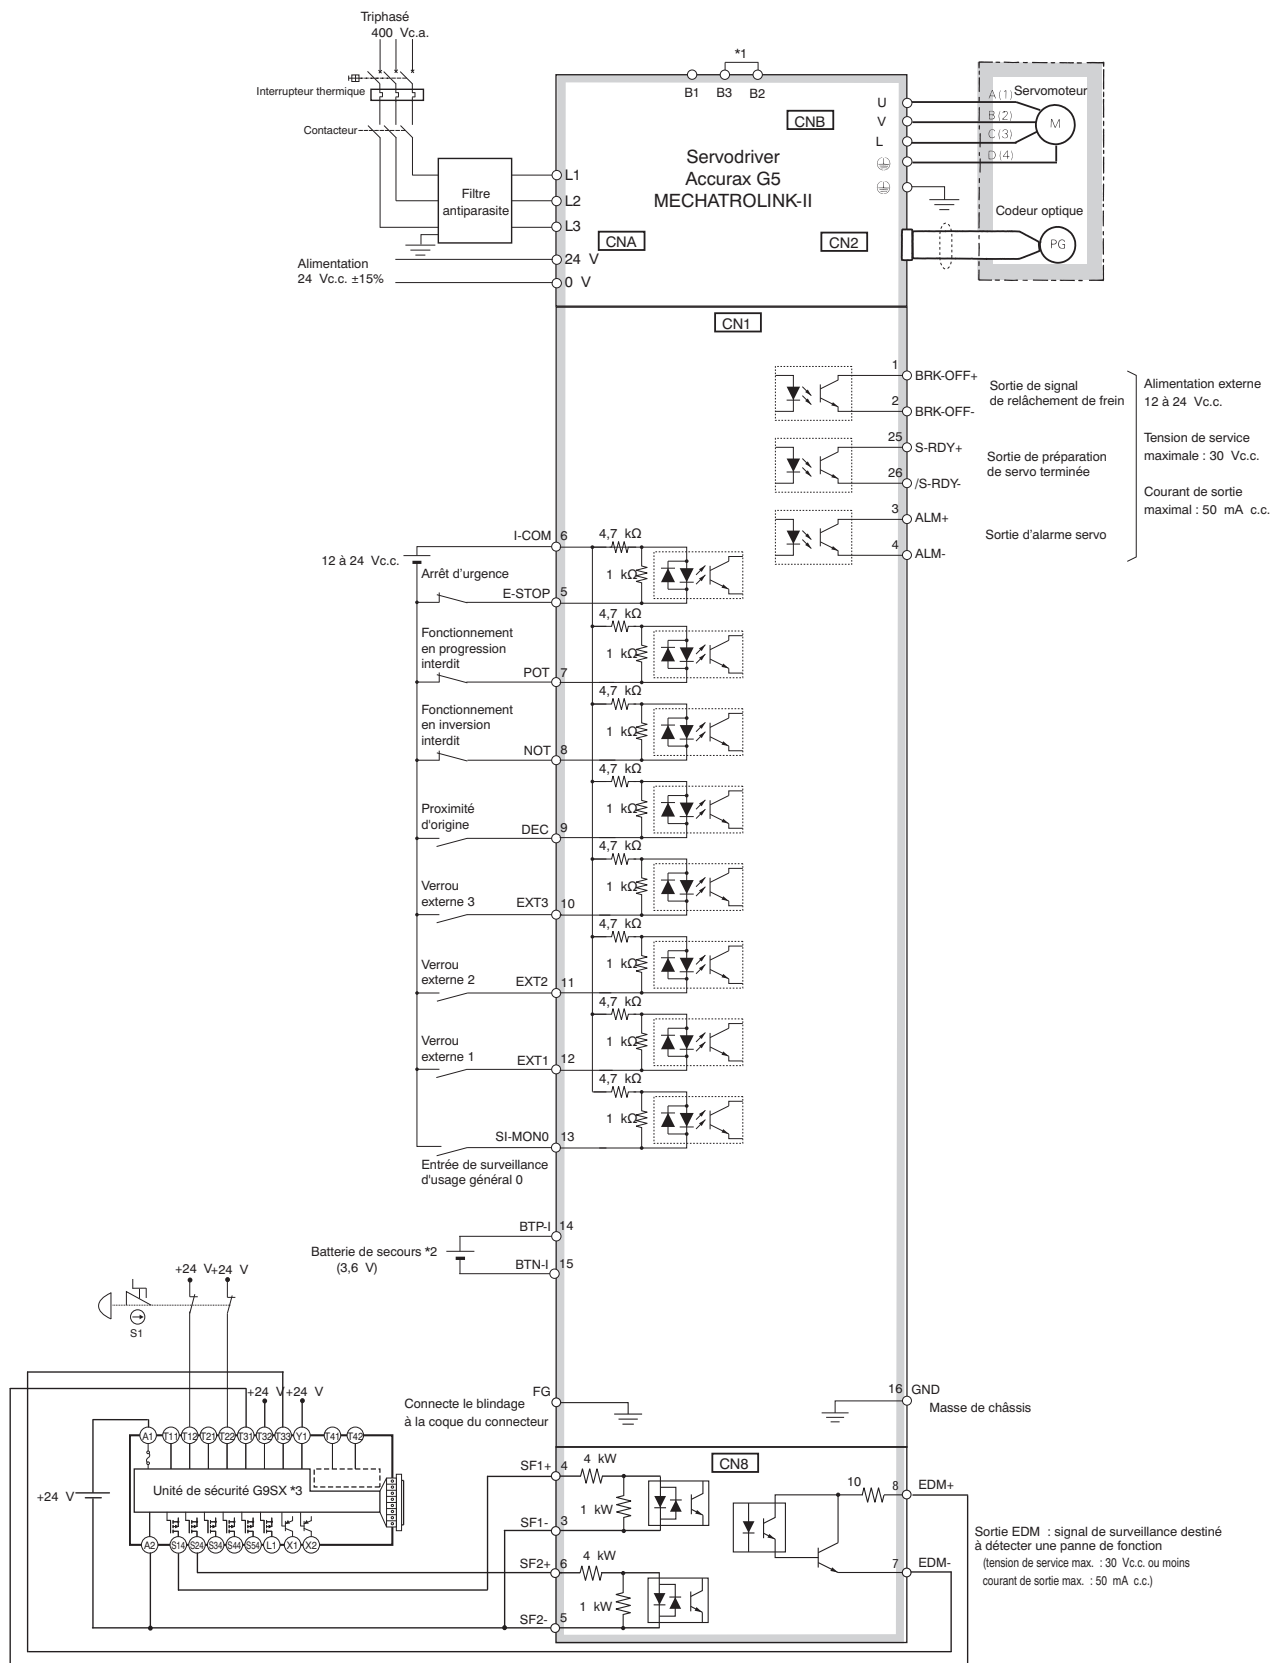 Triphasé
400 Vc.a.
Interrupteur thermique
Contacteur
Filtre
antiparasite
Alimentation
24 Vc.c. ±15%
L1
L2
L3
24 V
0 V
CNA
*1
B1
B3
B2
CNB
Servodriver
Accurax G5
MECHATROLINK-II
CN2
U
V
L
A (1)
B (2)
C (3)
D (4)
Servomoteur
M
Codeur optique
PG
CN1
1
BRK-OFF+
2
BRK-OFF-
Sortie de signal
de relâchement de frein
25
S-RDY+
26
/S-RDY-
Sortie de préparation
de servo terminée
3
ALM+
4
ALM-
Sortie d'alarme servo
Alimentation externe
12 à 24 Vc.c.
Tension de service
maximale : 30 Vc.c.
Courant de sortie
maximal : 50 mA c.c.
12 à 24 Vc.c.
I-COM
6
4,7 kΩ
1 kΩ
Arrêt d'urgence
E-STOP
5
4,7 kΩ
1 kΩ
Fonctionnement
en progression
interdit
POT
7
4,7 kΩ
1 kΩ
Fonctionnement
en inversion
interdit
NOT
8
4,7 kΩ
1 kΩ
Proximité
d'origine
DEC
9
4,7 kΩ
1 kΩ
Verrou
externe 3
EXT3
10
4,7 kΩ
1 kΩ
Verrou
externe 2
EXT2
11
4,7 kΩ
1 kΩ
Verrou
externe 1
EXT1
12
4,7 kΩ
1 kΩ
SI-MON0
13
Entrée de surveillance
d'usage général 0
BTP-I
14
Batterie de secours *2
(3,6 V)
BTN-I
15
+24 V
+24 V
S1
FG
Connecte le blindage
à la coque du connecteur
16
GND
Masse de châssis
+24 V
+24 V
A1
T11
T12
T21
T22
T31
T32
T33
Y1
T41
T42
+24 V
Unité de sécurité G9SX *3
A2
S14
S24
S34
S44
S54
L1
X1
X2
CN8
SF1+
4
4 kW
1 kW
SF1-
3
SF2+
6
4 kW
1 kW
SF2-
5
10
8
EDM+
7
EDM-
Sortie EDM : signal de surveillance destiné
à détecter une panne de fonction
(tension de service max. : 30 Vc.c. ou moins
courant de sortie max. : 50 mA c.c.)